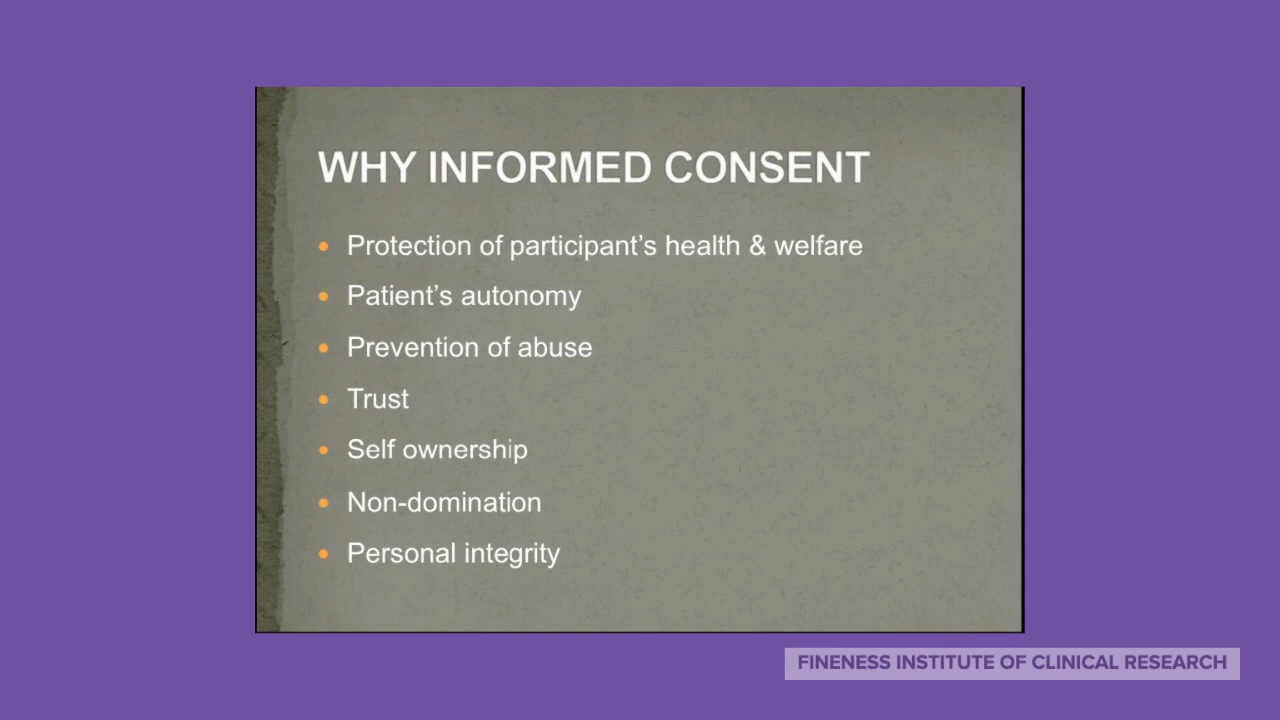 WHY INFORMED CONSENT
• Protection of participant’s health & welfare
• Patient’s autonomy
• Prevention of abuse
• Trust
• Self ownership
• Non-domination
• Personal integrity
FINENESS INSTITUTE OF CLINICAL RESEARCH